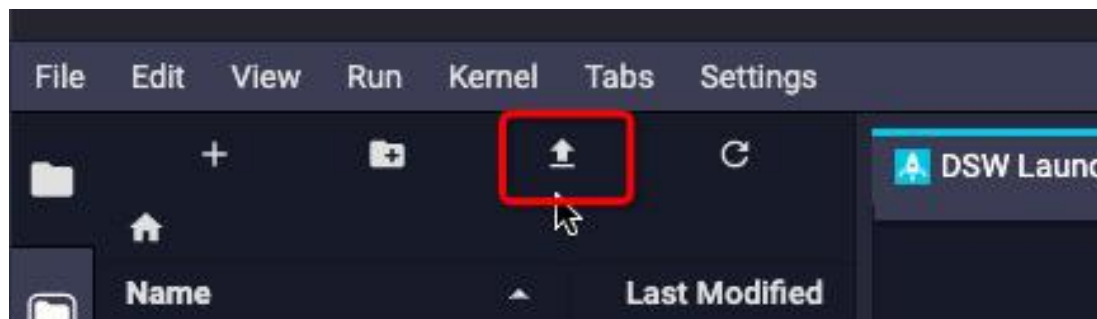 File Edit View Run Kernel Tabs Settings
DSW Launc
Name Last Modified